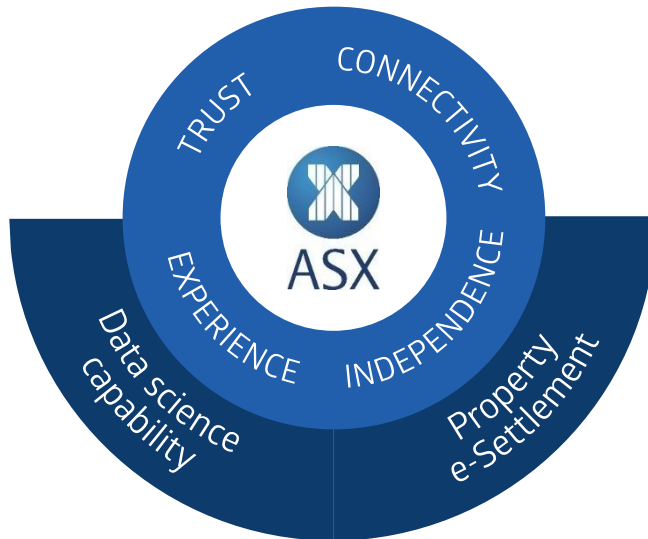 TRUST
CONNECTIVITY
ASX
EXPERIENCE
INDEPENDENCE
Data science
capability
Property
e-Settlement